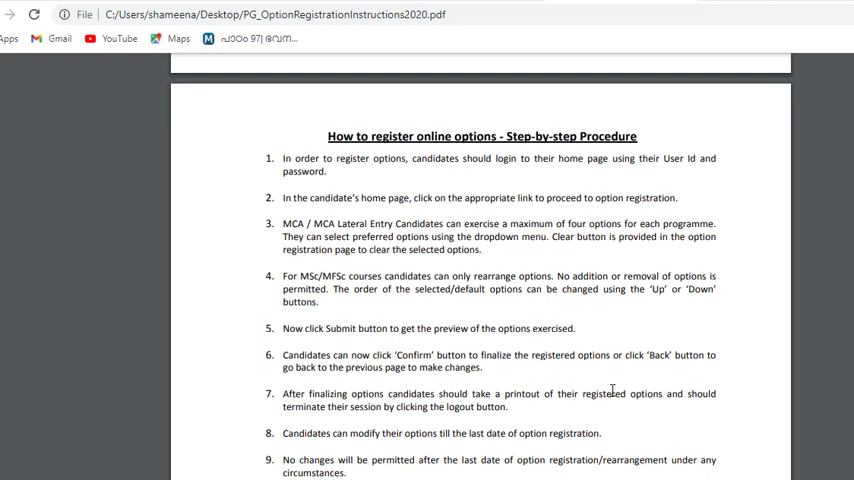 File | C:/Users/shameena/Desktop/PG_OptionRegistrationInstructions2020.pdf
Apps Gmail YouTube Maps M പാഠം 97| ഭവന...
How to register online options - Step-by-step Procedure
1. In order to register options, candidates should login to their home page using their User Id and
password.
2. In the candidate's home page, click on the appropriate link to proceed to option registration.
3. MCA / MCA Lateral Entry Candidates can exercise a maximum of four options for each programme.
They can select preferred options using the dropdown menu. Clear button is provided in the option
registration page to clear the selected options.
4. For MSc/MFSc courses candidates can only rearrange options. No addition or removal of options is
permitted. The order of the selected/default options can be changed using the 'Up' or 'Down'
buttons.
5. Now click Submit button to get the preview of the options exercised.
6. Candidates can now click 'Confirm' button to finalize the registered options or click 'Back' button to
go back to the previous page to make changes.
7. After finalizing options candidates should take a printout of their registered options and should
terminate their session by clicking the logout button.
8. Candidates can modify their options till the last date of option registration.
9. No changes will be permitted after the last date of option registration/rearrangement under any
circumstances.